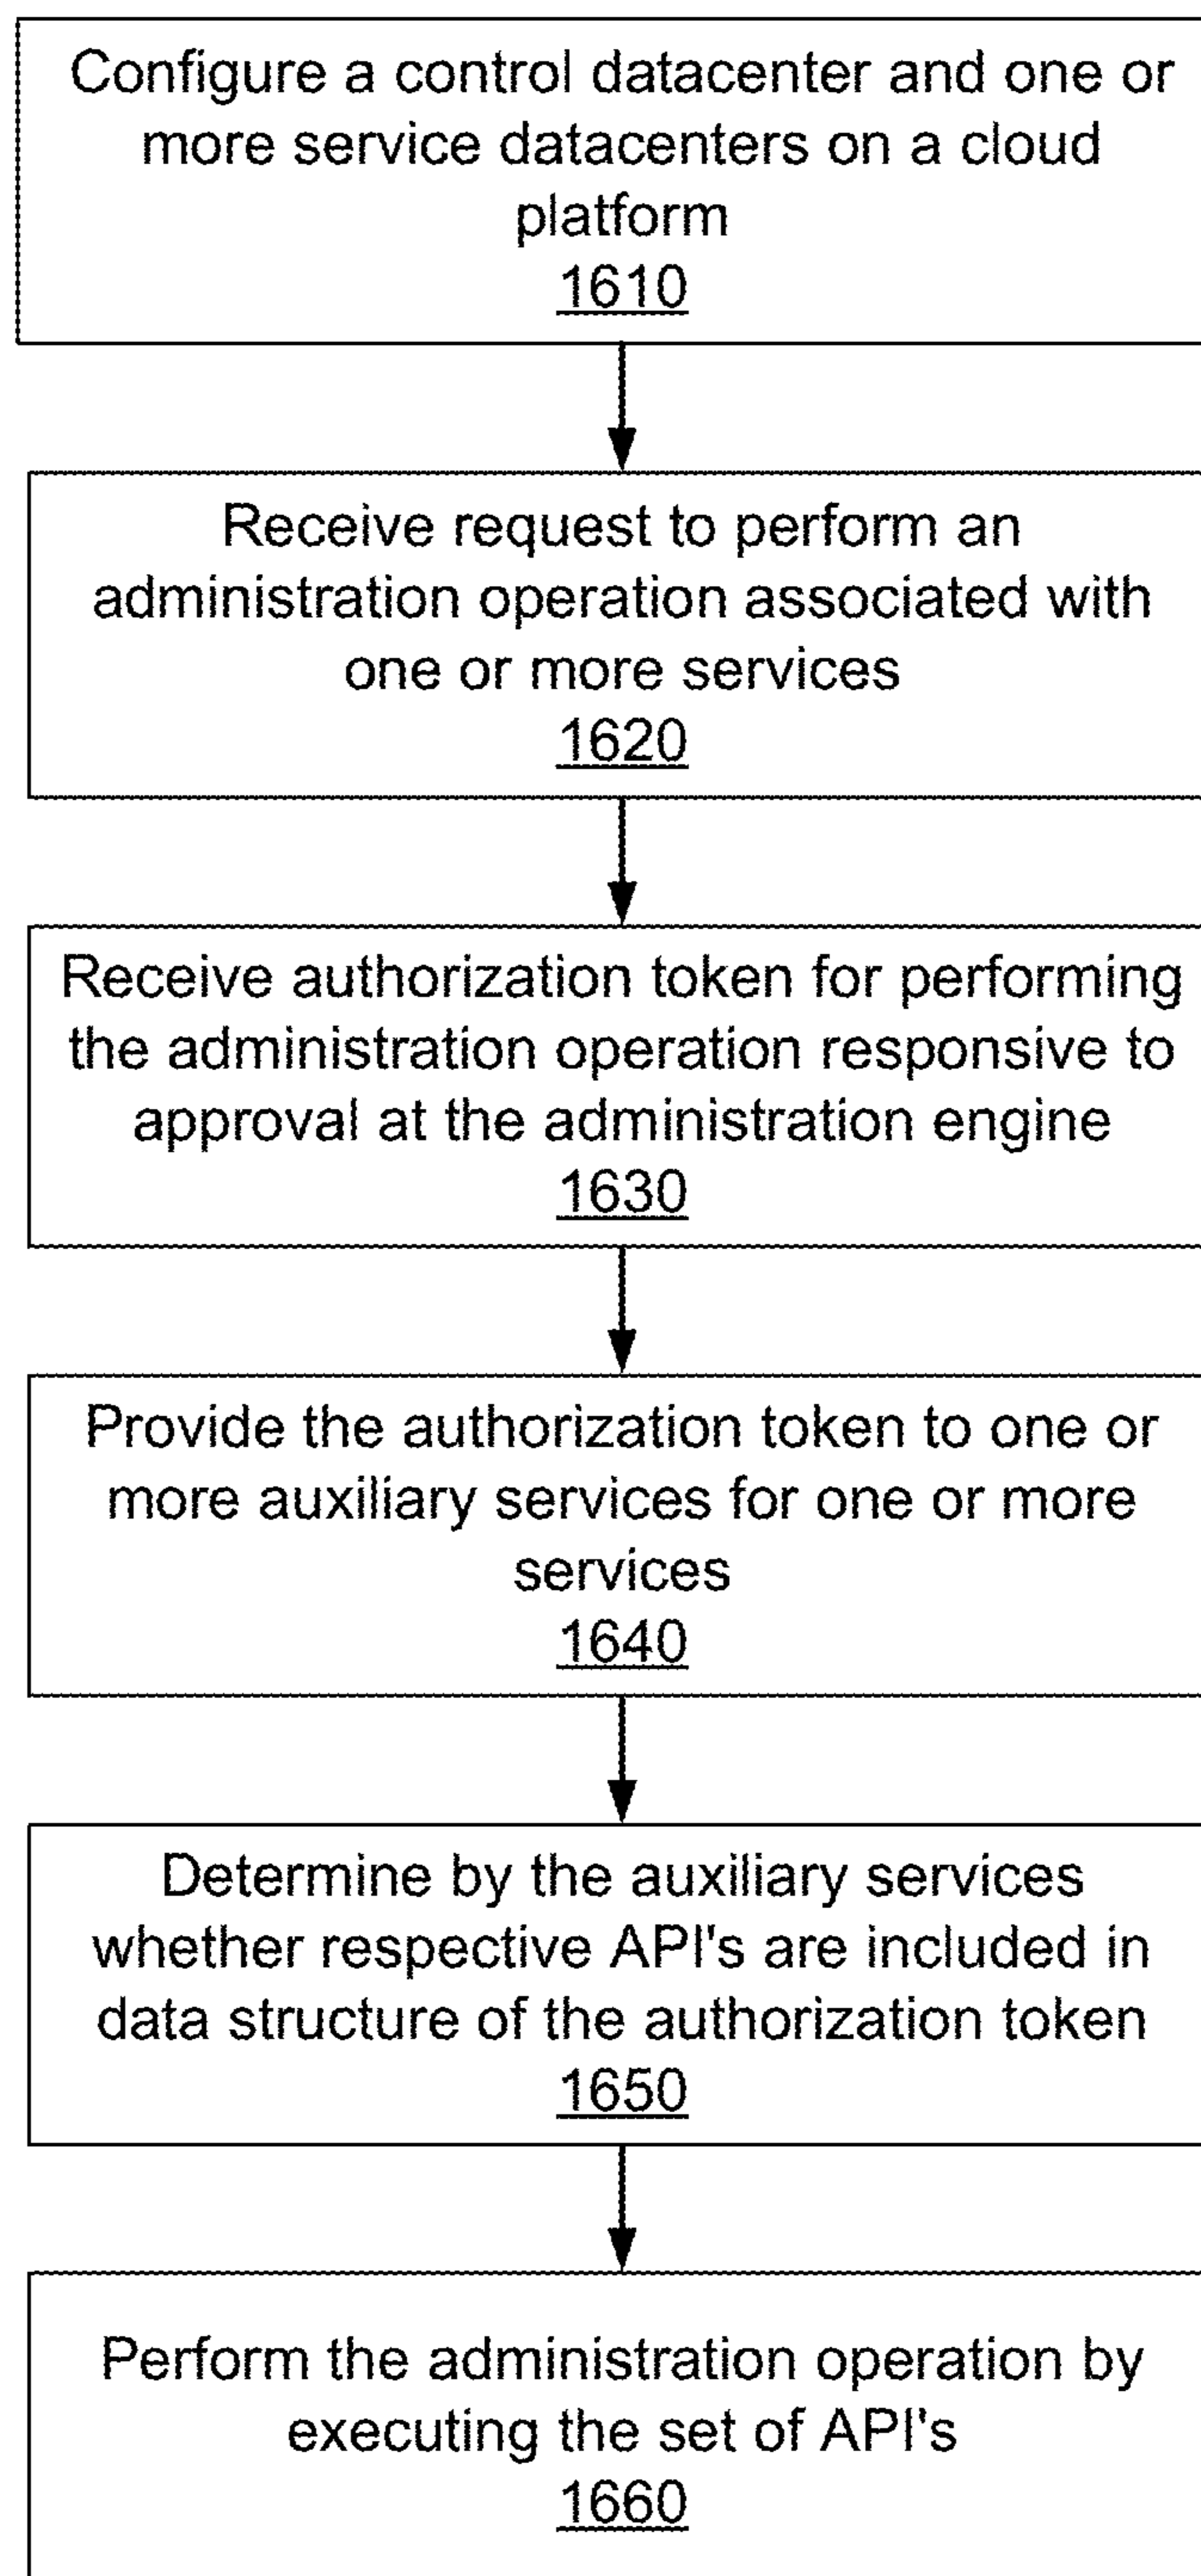 Configure a control datacenter and one or
more service datacenters on a cloud
platform
1610
Receive request to perform an
administration operation associated with
one or more services
1620
Receive authorization token for performing
the administration operation responsive to
approval at the administration engine
1630
Provide the authorization token to one or
more auxiliary services for one or more
services
1640
Determine by the auxiliary services
whether respective API's are included in
data structure of the authorization token
1650
Perform the administration operation by
executing the set of API's
1660